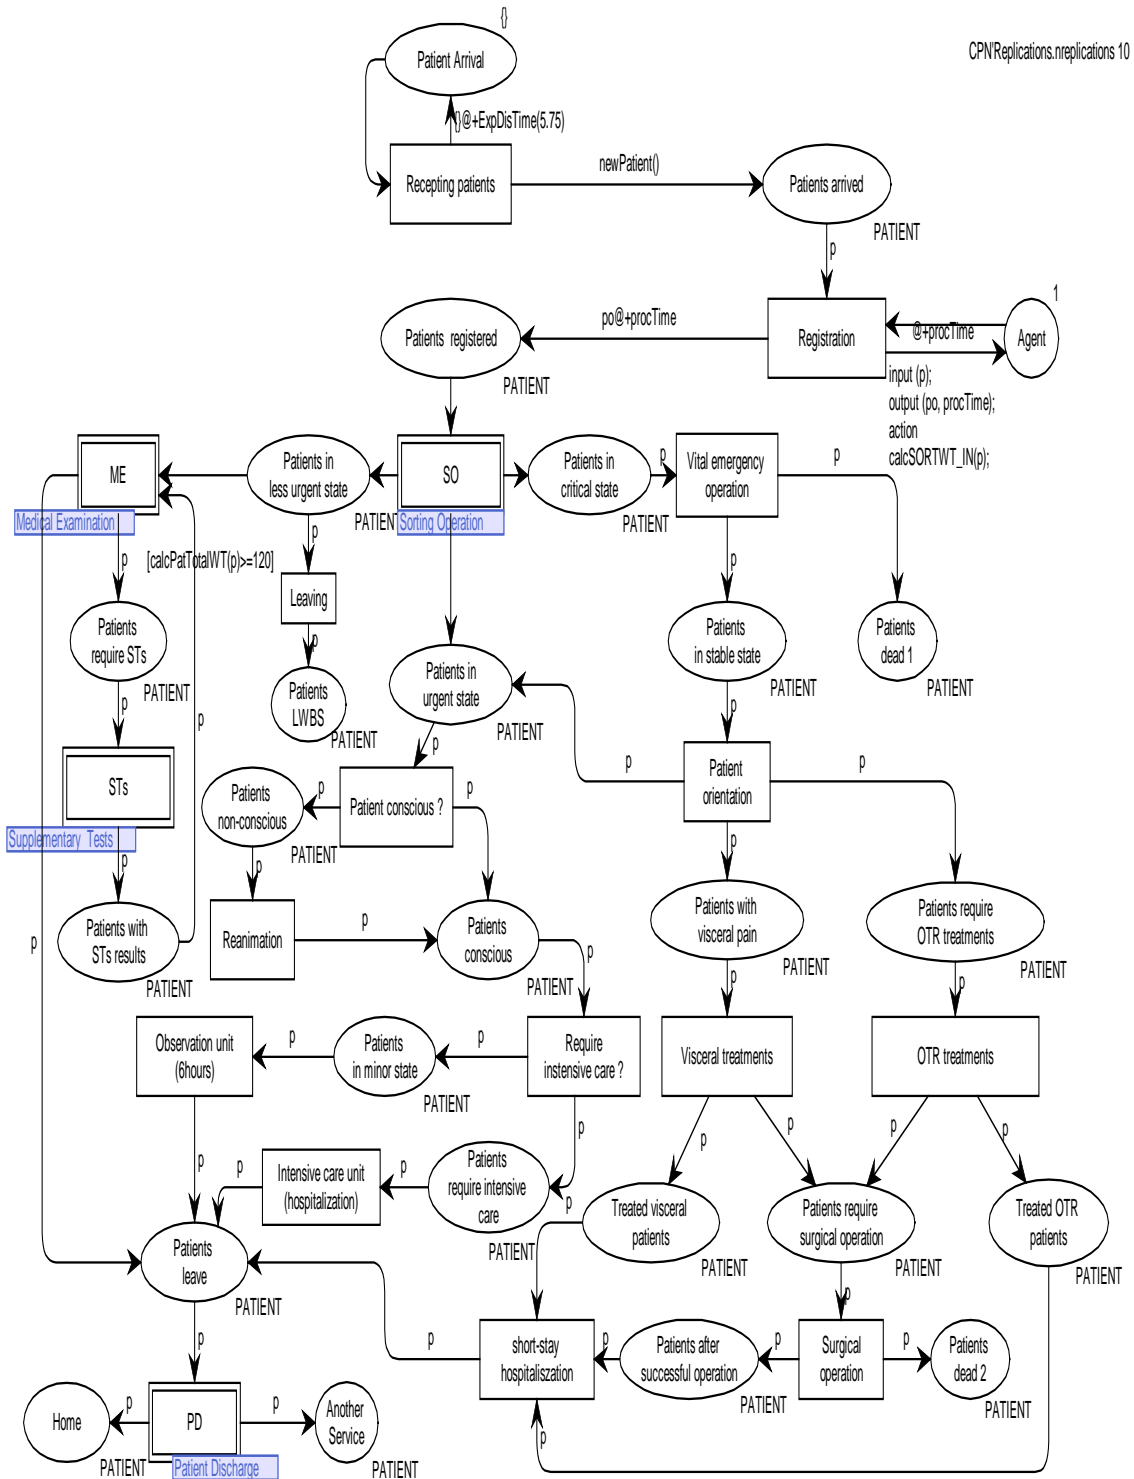 {}
Patient Arrival
CPN'Replications.nreplications 10
{}@+ExpDisTime(5.75)
Recepting patients
newPatient()
Patients arrived
PATIENT
p
1
po@+procTime
Patients registered
PATIENT
Registration
@+procTime
Agent
input (p);
output (po, procTime);
action
calcSORTWT_IN(p);
ME
Medical Examination
Patients in
less urgent state
PATIENT
SO
Sorting Operation
Patients in
critical state
PATIENT
p
Vital emergency
operation
p
p
[calcPatTotalWT(p)>=120]
p
p
Leaving
p
Patients
require STs
PATIENT
Patients
LWBS
PATIENT
Patients in
urgent state
PATIENT
Patients
in stable state
PATIENT
Patients
dead 1
PATIENT
p
p
p
p
STs
Supplementary Tests
p
Patients
non-conscious
PATIENT
p
Patient conscious ?
p
p
Patient
orientation
p
p
p
Patients with
STs results
PATIENT
p
Reanimation
p
Patients
conscious
PATIENT
p
Patients with
visceral pain
PATIENT
Patients require
OTR treatments
PATIENT
p
p
Observation unit
(6hours)
p
Patients
in minor state
PATIENT
p
Require
instensive care ?
Visceral treatments
OTR treatments
p
p
p
p
p
p
p
Intensive care unit
(hospitalization)
p
Patients
require intensive
care
PATIENT
p
Treated visceral
patients
PATIENT
Patients require
surgical operation
PATIENT
Treated OTR
patients
PATIENT
Patients
leave
PATIENT
p
p
p
short-stay
hospitaliszation
p
Patients after
successful operation
PATIENT
p
Surgical
operation
p
Patients
dead 2
PATIENT
Home
PATIENT
p
PD
Patient Discharge
p
Another
Service
PATIENT
p